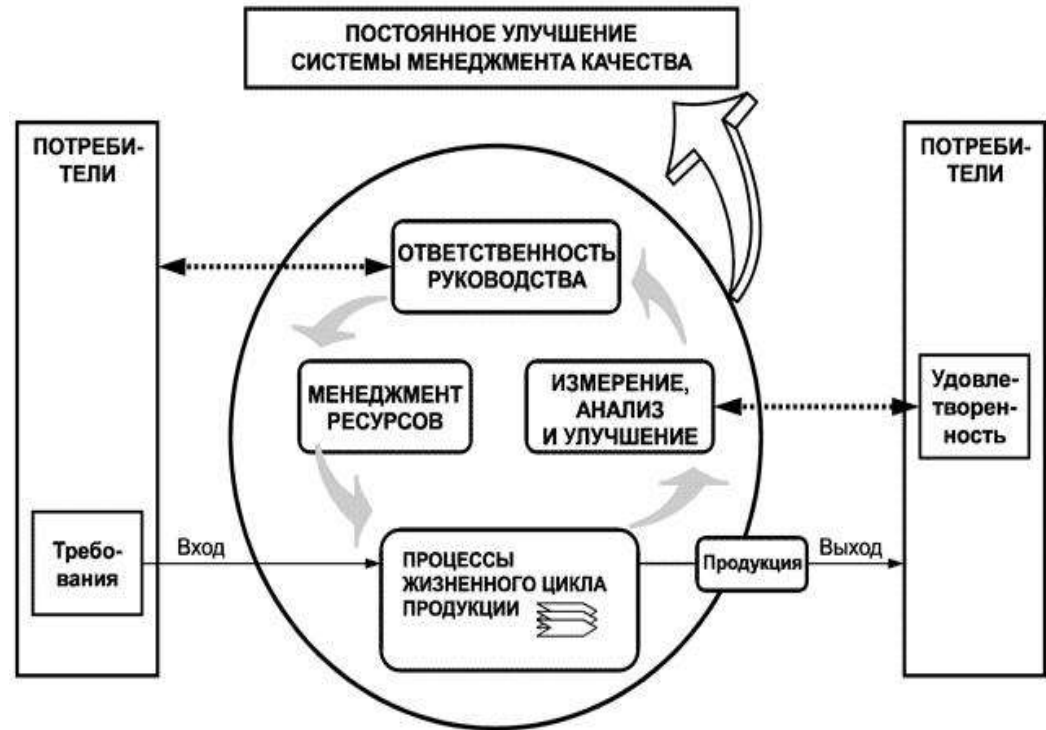 ПОСТОЯННОЕ УЛУЧШЕНИЕ
СИСТЕМЫ МЕНЕДЖМЕНТА КАЧЕСТВА
ПОТРЕБИ-
ТЕЛИ
ПОТРЕБИ-
ТЕЛИ
ОТВЕТСТВЕННОСТЬ
РУКОВОДСТВА
МЕНЕДЖМЕНТ
РЕСУРСОВ
ИЗМЕРЕНИЕ,
АНАЛИЗ
И УЛУЧШЕНИЕ
Удовле-
творен-
ность
Требо-
вания
Вход
ПРОЦЕССЫ
ЖИЗНЕННОГО ЦИКЛА
ПРОДУКЦИИ
Продукция
Выход